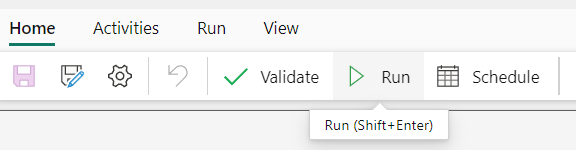 Home Activities Run View
Validate Run Schedule
Run (Shift+Enter)